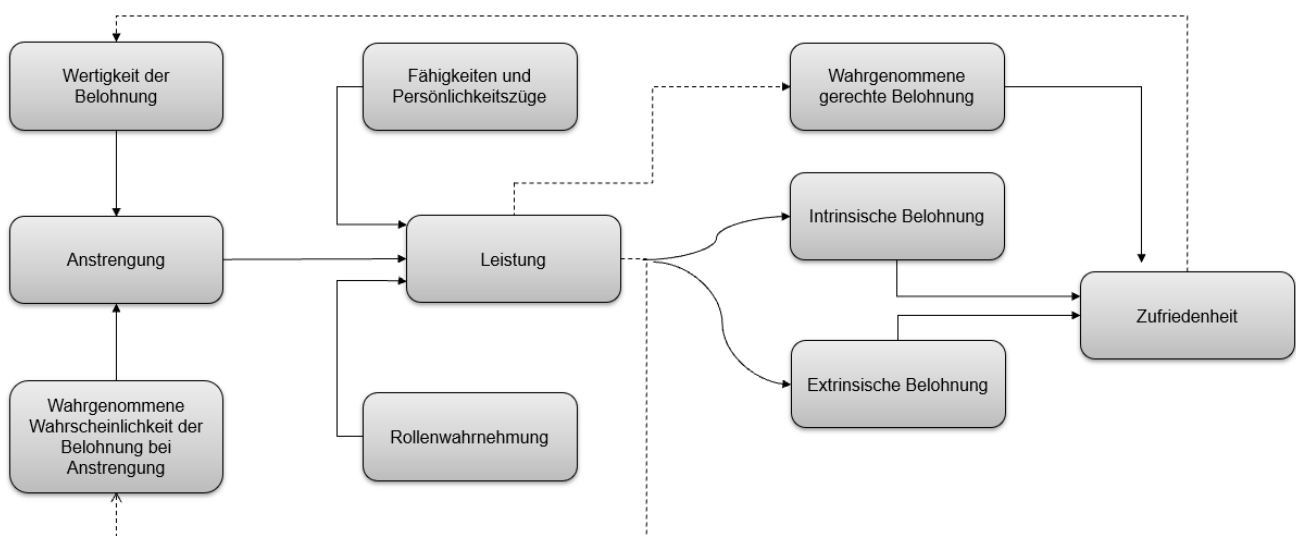 Wertigkeit der
Belohnung
Fähigkeiten und
Persönlichkeitszüge
Wahrgenommene
gerechte Belohnung
Intrinsische Belohnung
Anstrengung
Leistung
Zufriedenheit
Extrinsische Belohnung
Wahrgenommene
Wahrscheinlichkeit der
Belohnung bei
Anstrengung
Rollenwahrnehmung